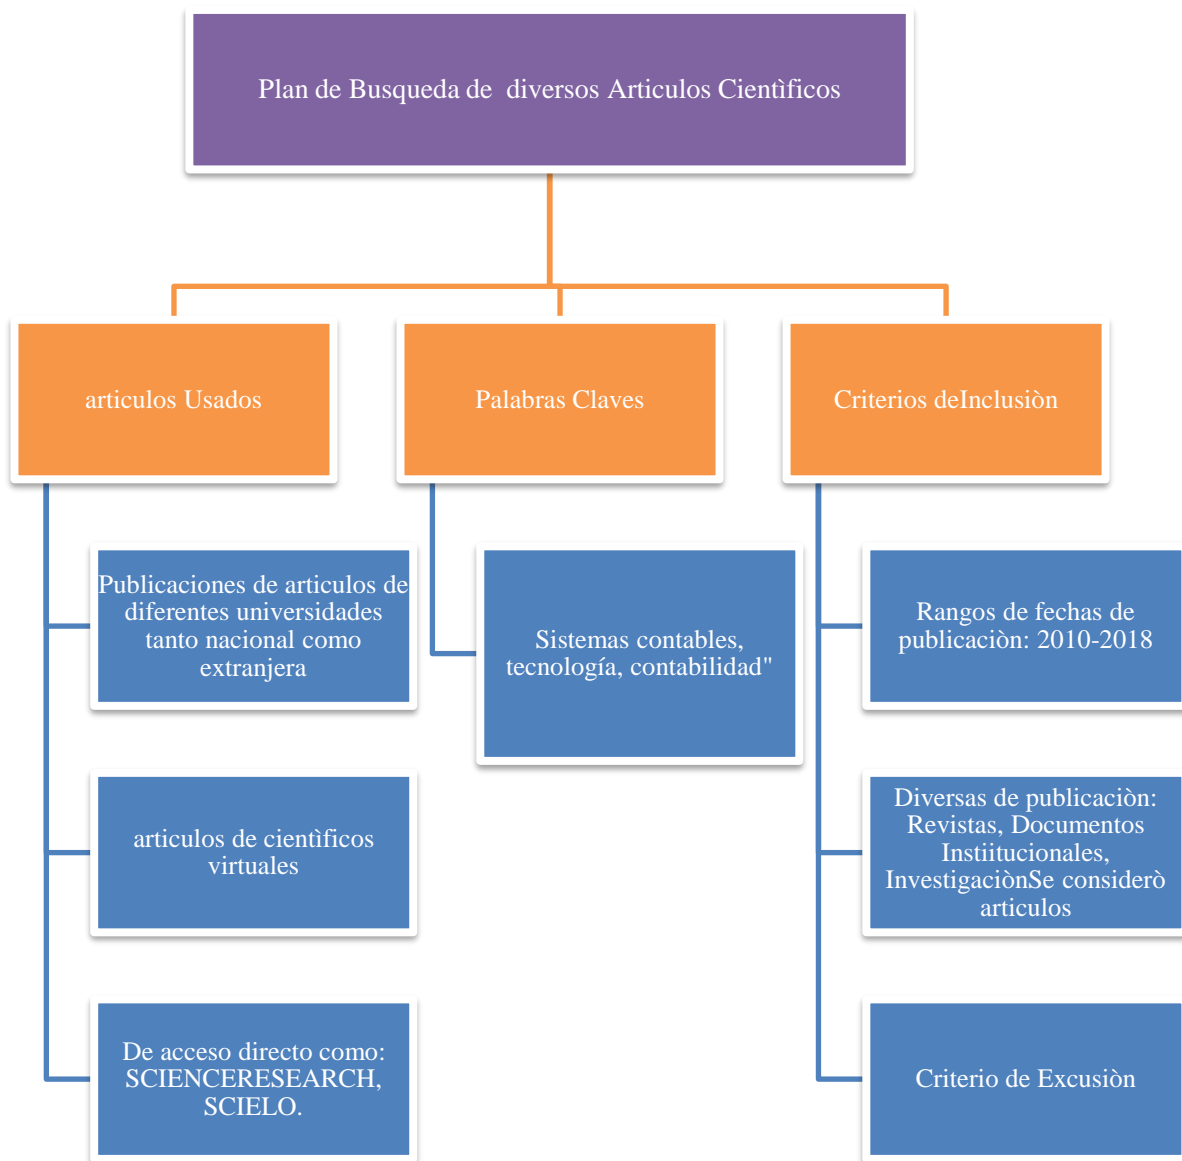 Plan de Busqueda de diversos Articulos Cientìficos
articulos Usados
Palabras Claves
Criterios deInclusiòn
Publicaciones de articulos de
diferentes universidades
tanto nacional como
extranjera
articulos de cientìficos
virtuales
De acceso directo como:
SCIENCERESEARCH,
SCIELO.
Sistemas contables,
tecnología, contabilidad"
Rangos de fechas de
publicaciòn: 2010-2018
Diversas de publicaciòn:
Revistas, Documentos
Instiitucionales,
InvestigaciònSe considerò
articulos
Criterio de Excusiòn